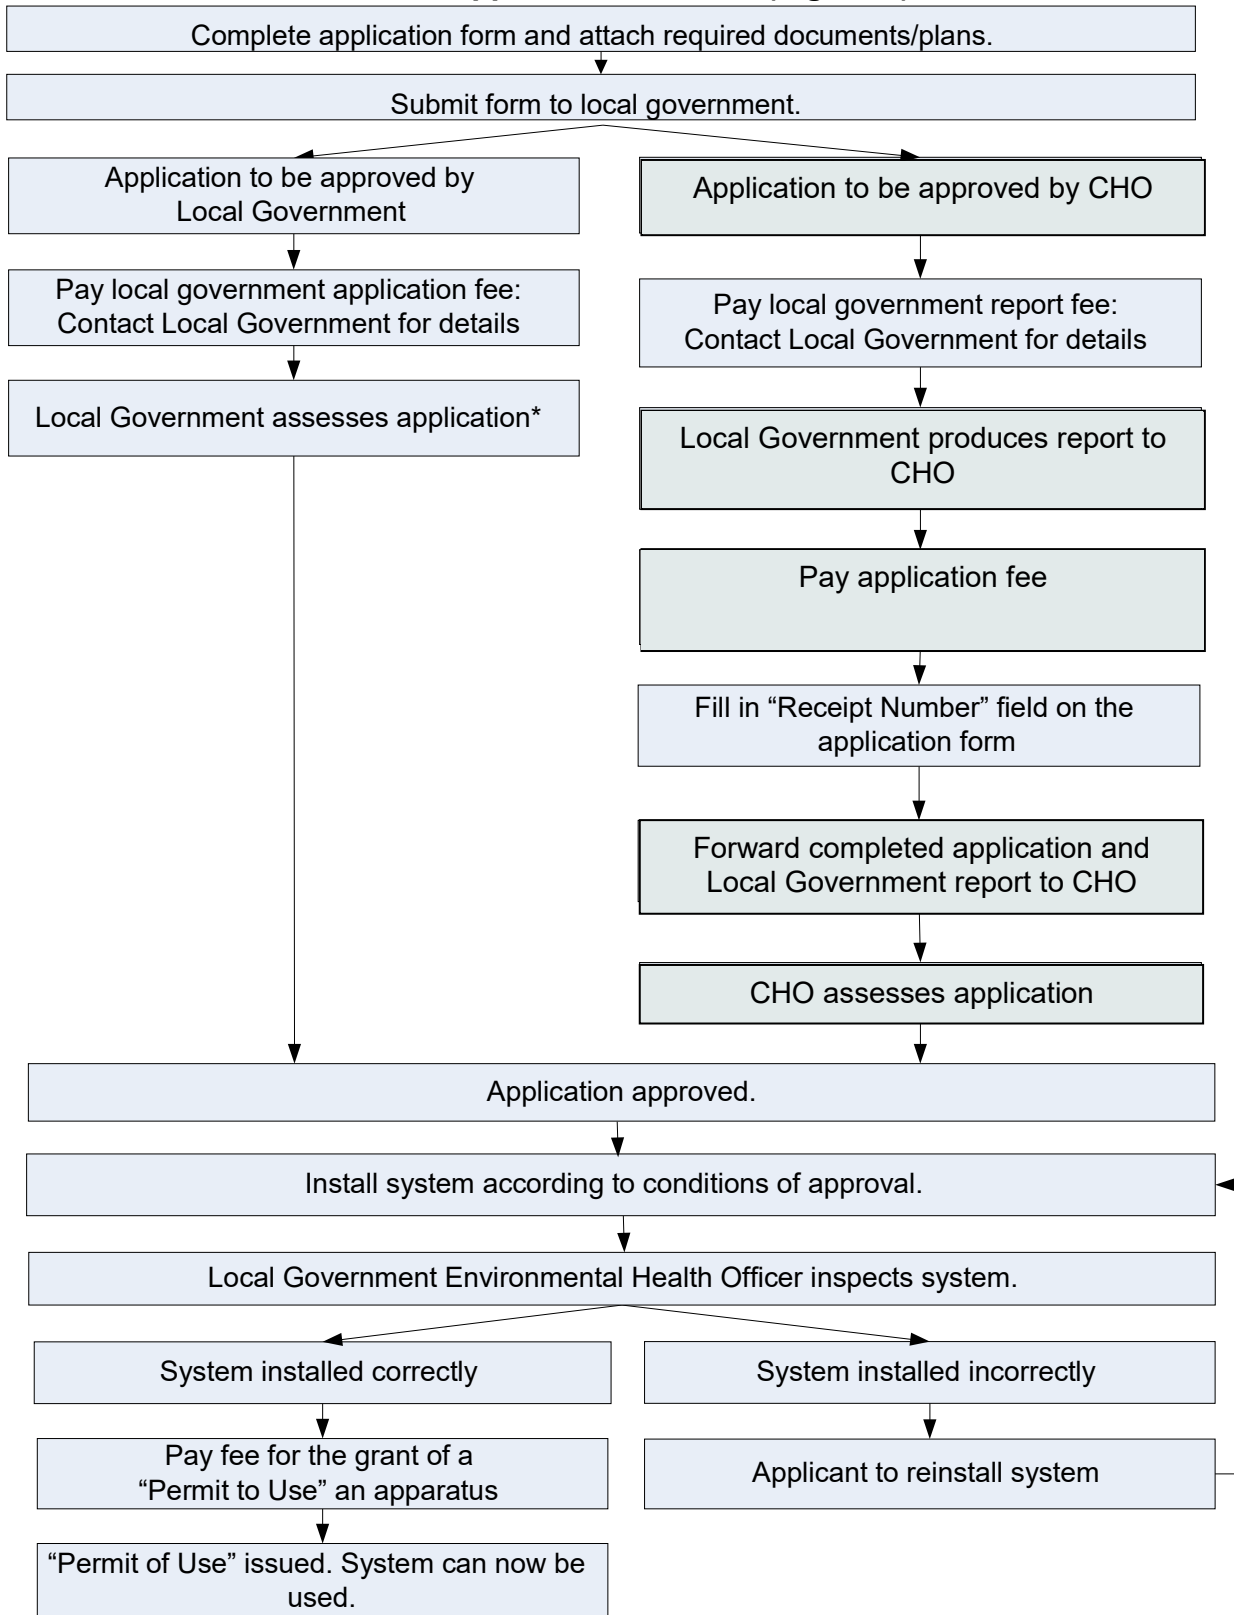 Complete application form and attach required documents/plans.
Submit form to local government.
Application to be approved by
Local Government
Application to be approved by CHO
Pay local government application fee:
Contact Local Government for details
Pay local government report fee:
Contact Local Government for details
Local Government assesses application*
Local Government produces report to
CHO
Pay application fee
Fill in “Receipt Number” field on the
application form
Forward completed application and
Local Government report to CHO
CHO assesses application
Application approved.
Install system according to conditions of approval.
Local Government Environmental Health Officer inspects system.
System installed correctly
System installed incorrectly
Pay fee for the grant of a
“Permit to Use” an apparatus
Applicant to reinstall system
“Permit of Use” issued. System can now be
used.